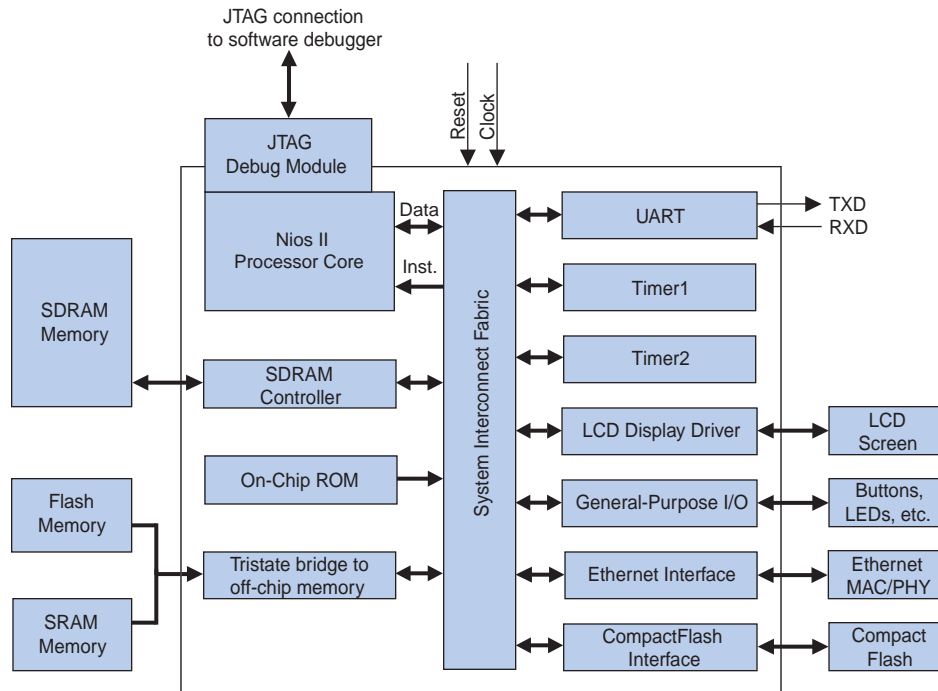 JTAG connection
to software debugger
Reset
Clock
JTAG
Debug Module
Nios II
Processor Core
Data
Inst.
SDRAM
Memory
SDRAM
Controller
On-Chip ROM
Flash
Memory
SRAM
Memory
Tristate bridge to
off-chip memory
System Interconnect Fabric
UART
TXD
RXD
Timer1
Timer2
LCD Display Driver
LCD
Screen
General-Purpose I/O
Buttons,
LEDs, etc.
Ethernet Interface
Ethernet
MAC/PHY
CompactFlash
Interface
Compact
Flash